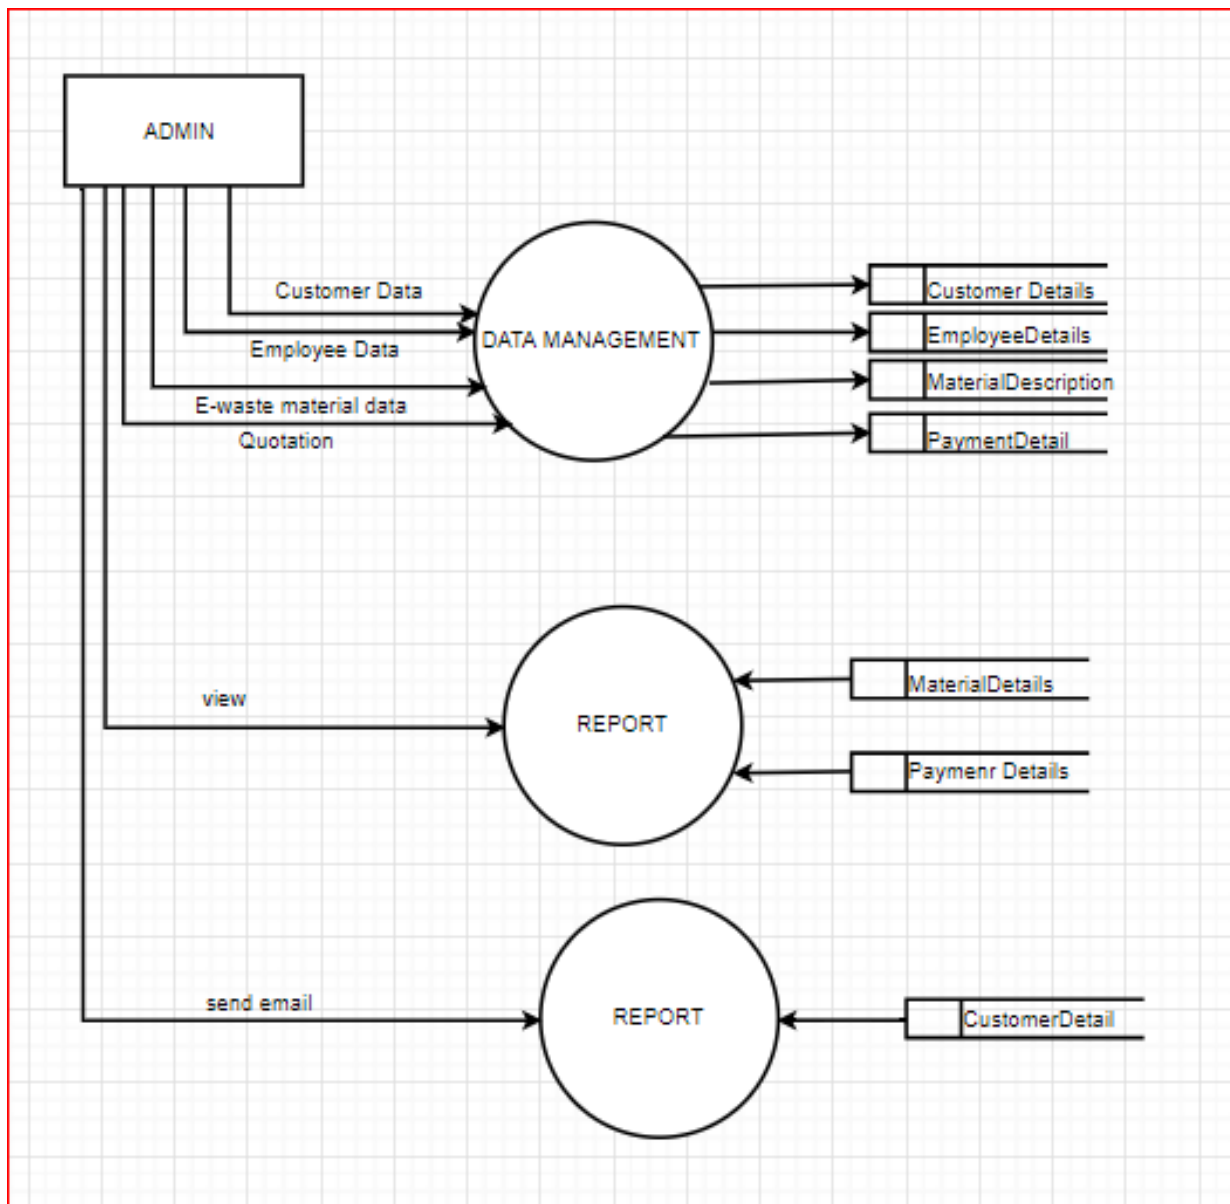 ADMIN
Customer Data
Employee Data
E-waste material data
Quotation
DATA MANAGEMENT
Customer Details
EmployeeDetails
MaterialDescription
PaymentDetail
view
REPORT
MaterialDetails
Paymenr Details
send email
REPORT
CustomerDetail